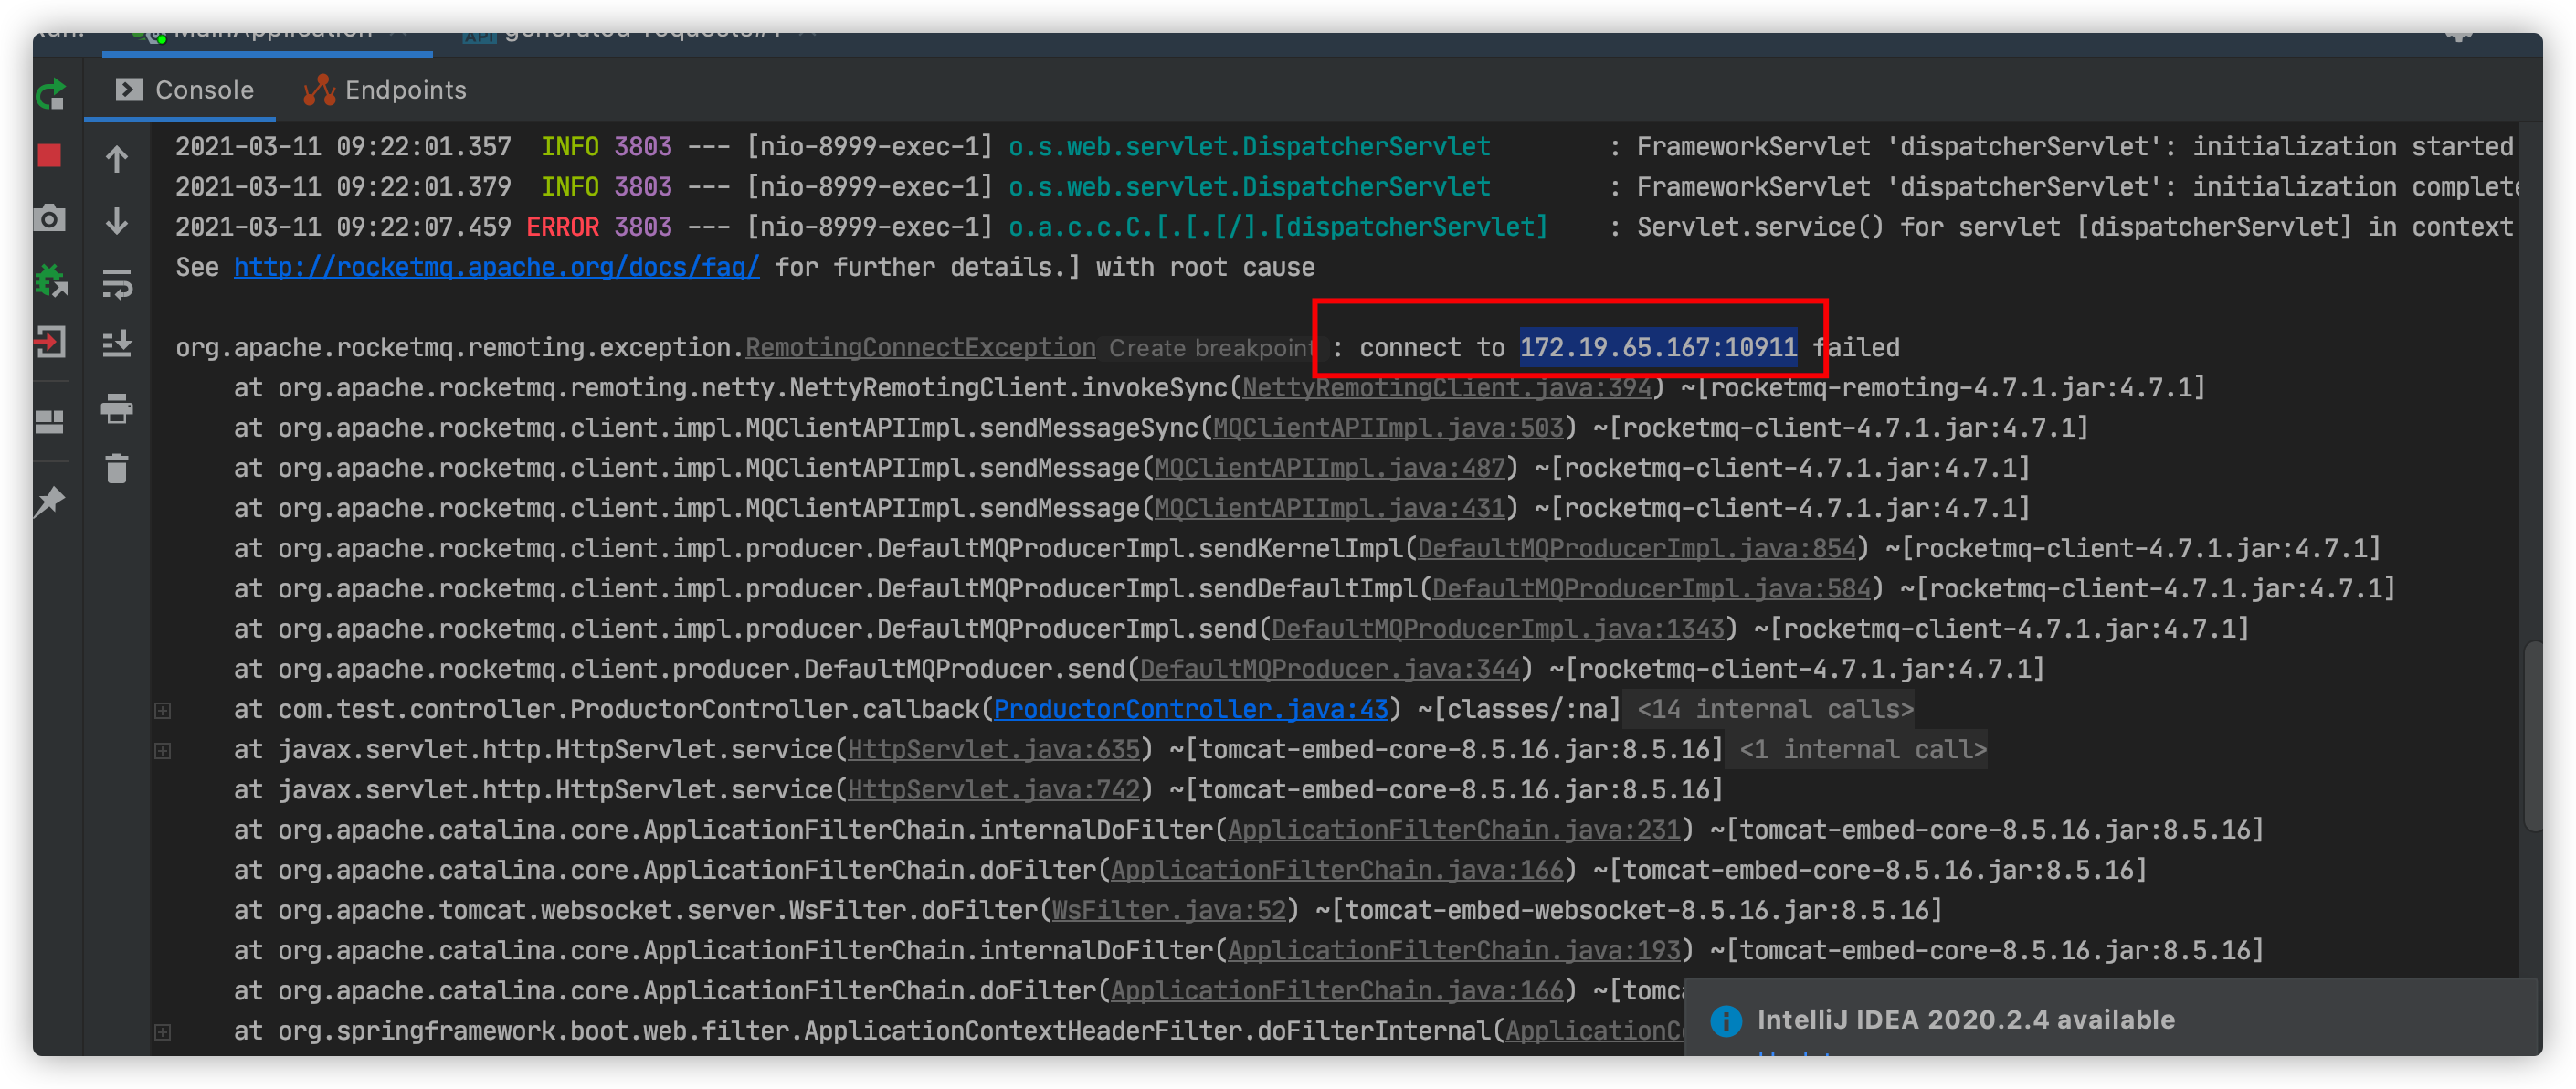 MainApplication
generated-requests#1
Console Endpoints
2021-03-11 09:22:01.357 INFO 3803 --- [nio-8999-exec-1] o.s.web.servlet.DispatcherServlet : FrameworkServlet 'dispatcherServlet': initialization started
2021-03-11 09:22:01.379 INFO 3803 --- [nio-8999-exec-1] o.s.web.servlet.DispatcherServlet : FrameworkServlet 'dispatcherServlet': initialization complete
2021-03-11 09:22:07.459 ERROR 3803 --- [nio-8999-exec-1] o.a.c.c.C.[.[.[/].[dispatcherServlet] : Servlet.service() for servlet [dispatcherServlet] in context
See http://rocketmq.apache.org/docs/faq/ for further details.] with root cause
org.apache.rocketmq.remoting.exception.RemotingConnectException Create breakpoint : connect to 172.19.65.167:10911 failed
at org.apache.rocketmq.remoting.netty.NettyRemotingClient.invokeSync(NettyRemotingClient.java:394) ~[rocketmq-remoting-4.7.1.jar:4.7.1]
at org.apache.rocketmq.client.impl.MQClientAPIImpl.sendMessageSync(MQClientAPIImpl.java:503) ~[rocketmq-client-4.7.1.jar:4.7.1]
at org.apache.rocketmq.client.impl.MQClientAPIImpl.sendMessage(MQClientAPIImpl.java:487) ~[rocketmq-client-4.7.1.jar:4.7.1]
at org.apache.rocketmq.client.impl.MQClientAPIImpl.sendMessage(MQClientAPIImpl.java:431) ~[rocketmq-client-4.7.1.jar:4.7.1]
at org.apache.rocketmq.client.impl.producer.DefaultMQProducerImpl.sendKernelImpl(DefaultMQProducerImpl.java:854) ~[rocketmq-client-4.7.1.jar:4.7.1]
at org.apache.rocketmq.client.impl.producer.DefaultMQProducerImpl.sendDefaultImpl(DefaultMQProducerImpl.java:584) ~[rocketmq-client-4.7.1.jar:4.7.1]
at org.apache.rocketmq.client.impl.producer.DefaultMQProducerImpl.send(DefaultMQProducerImpl.java:1343) ~[rocketmq-client-4.7.1.jar:4.7.1]
at org.apache.rocketmq.client.producer.DefaultMQProducer.send(DefaultMQProducer.java:344) ~[rocketmq-client-4.7.1.jar:4.7.1]
at com.test.controller.ProductorController.callback(ProductorController.java:43) ~[classes/:na] <14 internal calls>
at javax.servlet.http.HttpServlet.service(HttpServlet.java:635) ~[tomcat-embed-core-8.5.16.jar:8.5.16] <1 internal call>
at javax.servlet.http.HttpServlet.service(HttpServlet.java:742) ~[tomcat-embed-core-8.5.16.jar:8.5.16]
at org.apache.catalina.core.ApplicationFilterChain.internalDoFilter(ApplicationFilterChain.java:231) ~[tomcat-embed-core-8.5.16.jar:8.5.16]
at org.apache.catalina.core.ApplicationFilterChain.doFilter(ApplicationFilterChain.java:166) ~[tomcat-embed-core-8.5.16.jar:8.5.16]
at org.apache.tomcat.websocket.server.WsFilter.doFilter(WsFilter.java:52) ~[tomcat-embed-websocket-8.5.16.jar:8.5.16]
at org.apache.catalina.core.ApplicationFilterChain.internalDoFilter(ApplicationFilterChain.java:193) ~[tomcat-embed-core-8.5.16.jar:8.5.16]
at org.apache.catalina.core.ApplicationFilterChain.doFilter(ApplicationFilterChain.java:166) ~[tomc
at org.springframework.boot.web.filter.ApplicationContextHeaderFilter.doFilterInternal(ApplicationC
IntelliJ IDEA 2020.2.4 available